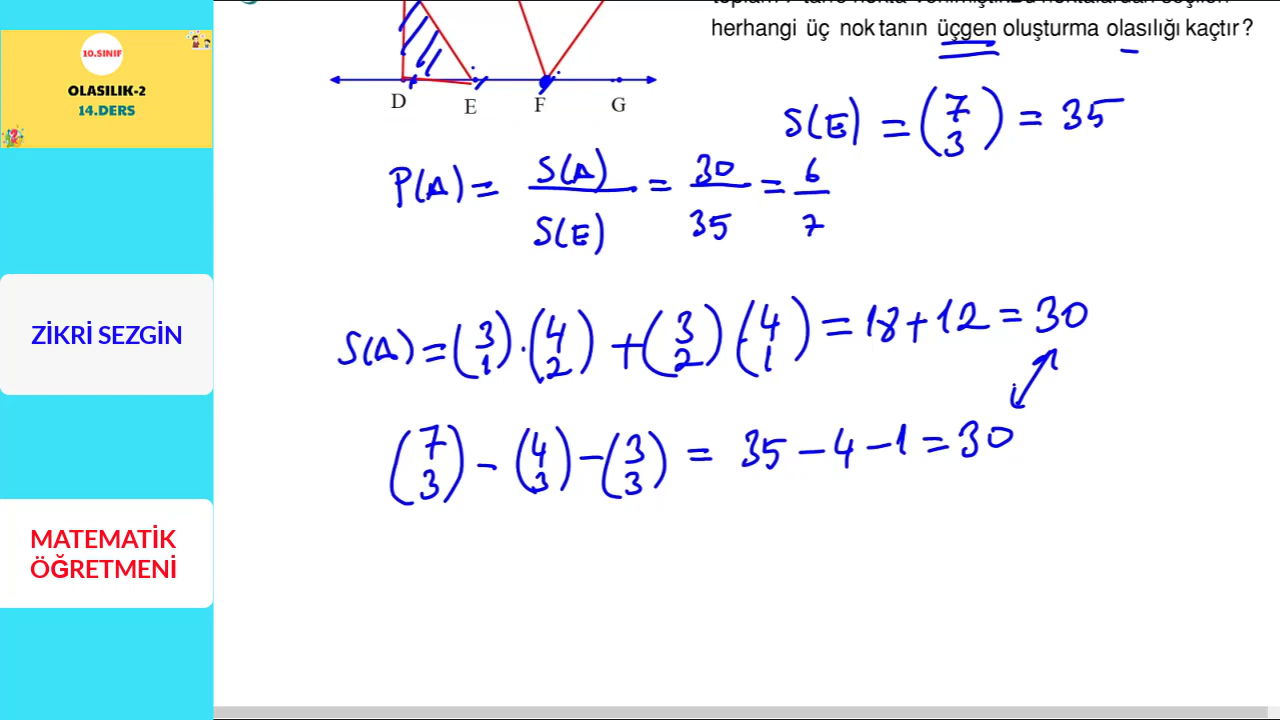 herhangi üç noktanın üçgen oluşturma olasılığı kaçtır?
10.SINIF
OLASILIK-2
14.DERS
D E F G
S(E) = (7 3) = 35
P(A) = S(A)/S(E) = 30/35 = 6/7
ZİKRİ SEZGİN
S(A) = (3 1) · (4 2) + (3 2) (4 1) = 18 + 12 = 30
(7 3) - (4 3) - (3 3) = 35 - 4 - 1 = 30
MATEMATİK
ÖĞRETMENİ